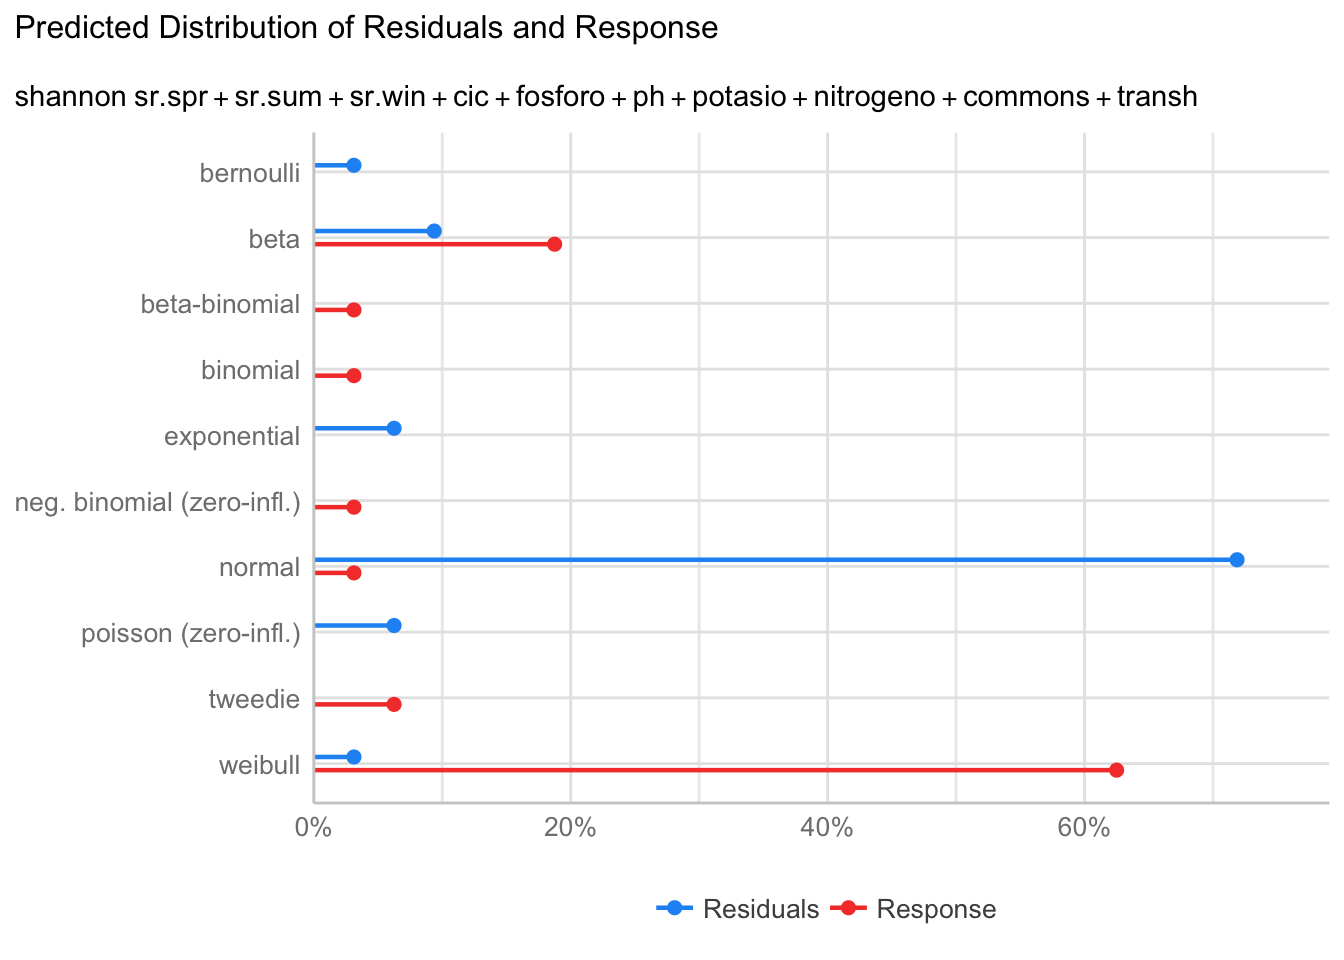 Predicted Distribution of Residuals and Response
shannon sr.spr + sr.sum + sr.win + cic + fosforo + ph + potasio + nitrogeno + commons + transh
bernoulli
beta
beta-binomial
binomial
exponential
neg. binomial (zero-infl.)
normal
poisson (zero-infl.)
tweedie
weibull
0% 20% 40% 60%
Residuals Response